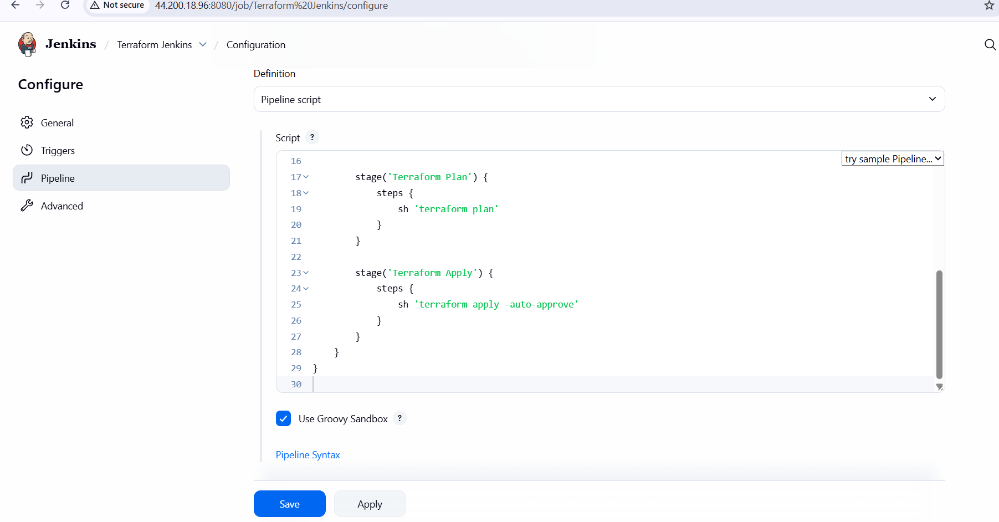 Not secure 44.200.18.96:8080/job/Terraform%20Jenkins/configure
Jenkins / Terraform Jenkins / Configuration
Configure
General
Triggers
Pipeline
Advanced
Definition
Pipeline script
Script ?
try sample Pipeline...
16
17 stage('Terraform Plan') {
18 steps {
19 sh 'terraform plan'
20 }
21 }
22
23 stage('Terraform Apply') {
24 steps {
25 sh 'terraform apply -auto-approve'
26 }
27 }
28 }
29 }
30
Use Groovy Sandbox ?
Pipeline Syntax
Save Apply